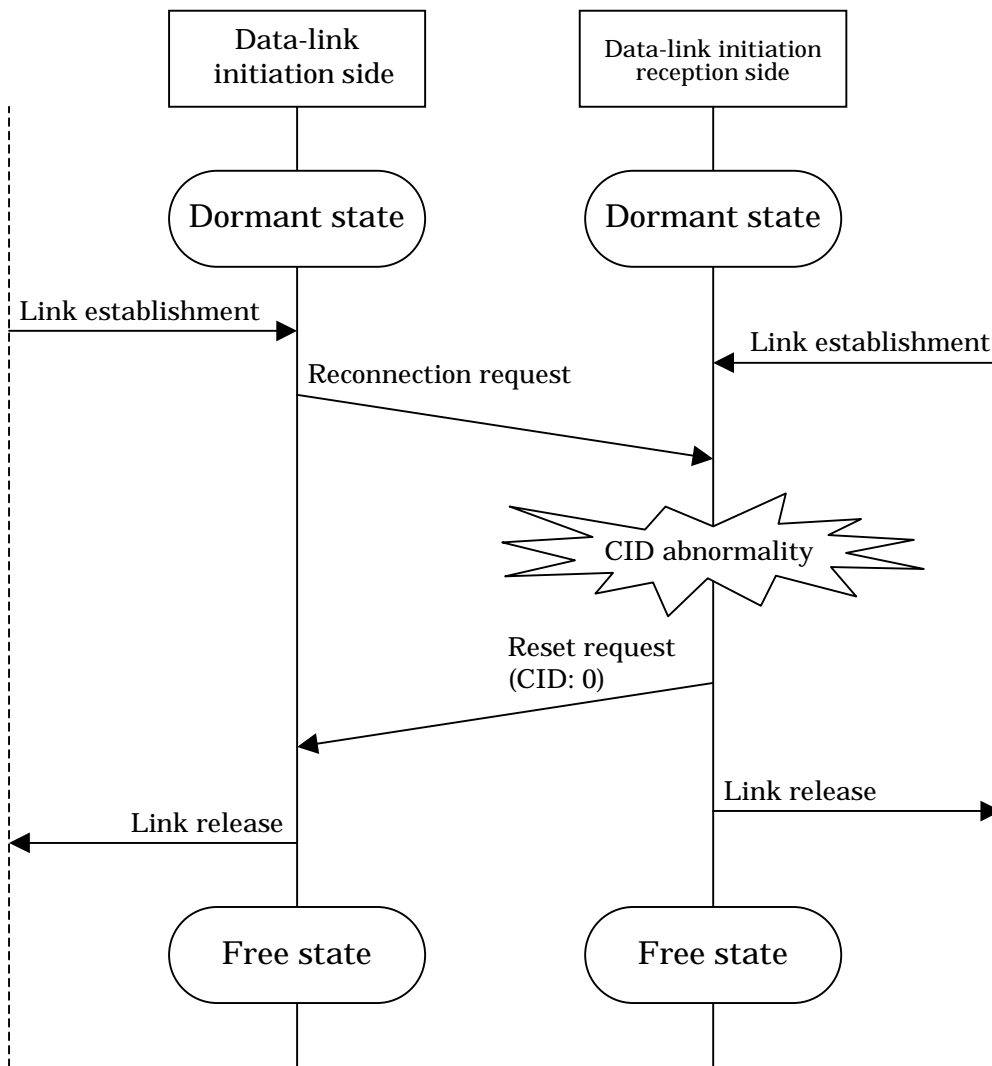 Data-link
initiation side
Data-link initiation
reception side
Dormant state
Dormant state
Link establishment
Link establishment
Reconnection request
CID abnormality
Reset request
(CID: 0)
Link release
Link release
Free state
Free state